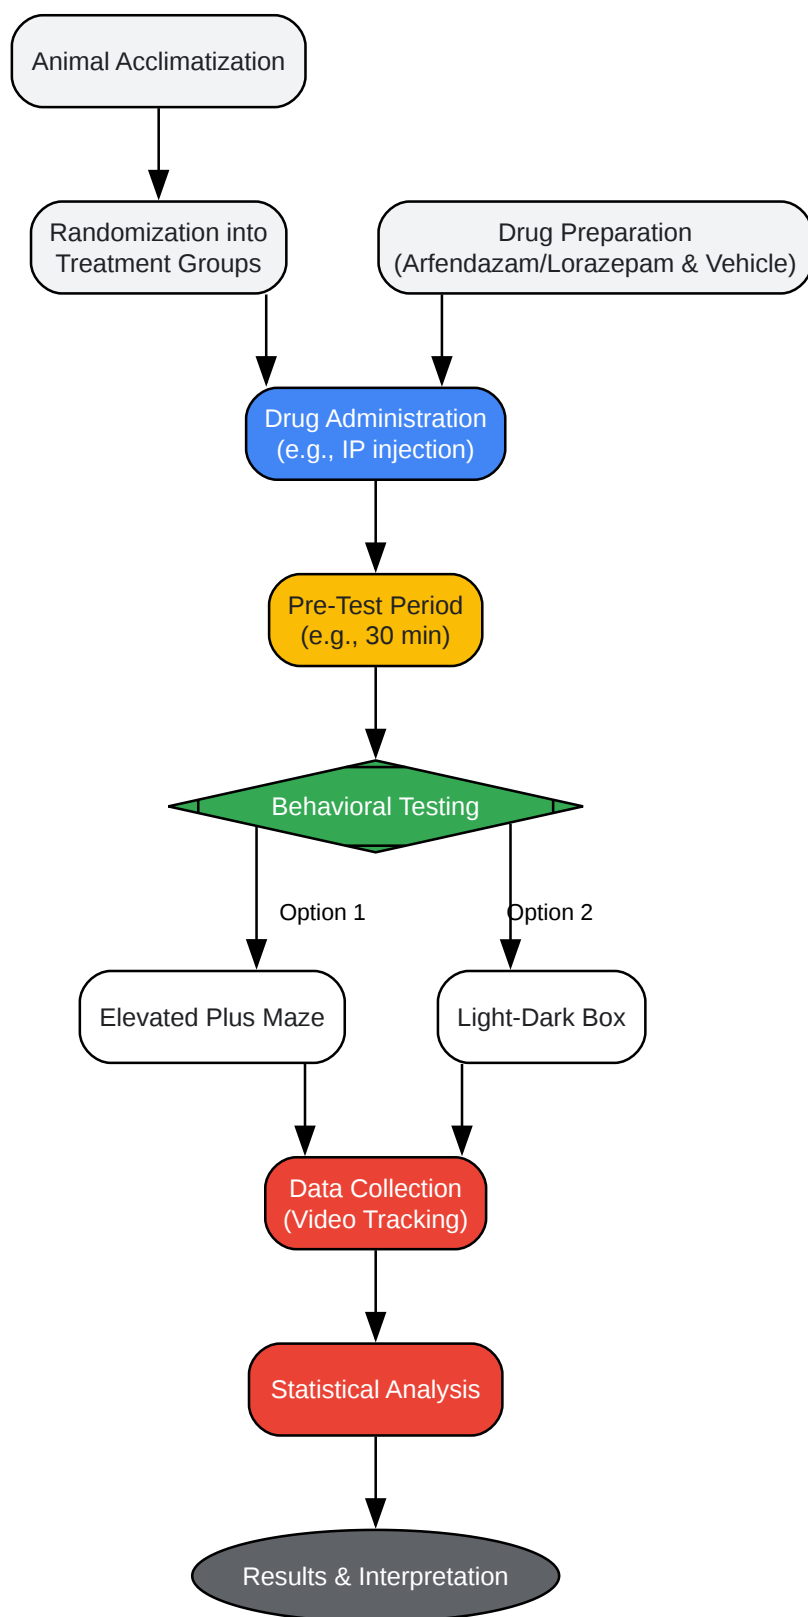 Animal Acclimatization
Randomization into
Treatment Groups
Drug Preparation
(Arfendazam/Lorazepam & Vehicle)
Drug Administration
(e.g., IP injection)
Pre-Test Period
(e.g., 30 min)
Behavioral Testing
Option 1
Option 2
Elevated Plus Maze
Light-Dark Box
Data Collection
(Video Tracking)
Statistical Analysis
Results & Interpretation